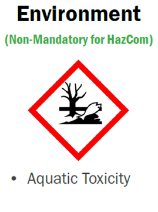 Environment
(Non-Mandatory for HazCom)
• Aquatic Toxicity